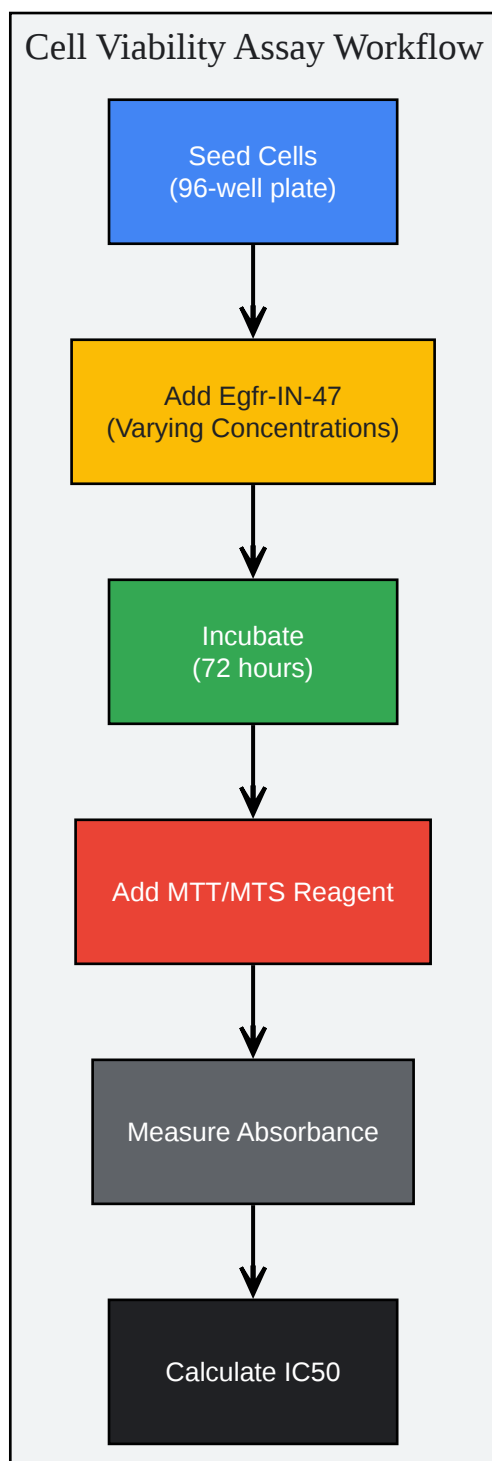 Cell Viability Assay Workflow
Seed Cells
(96-well plate)
Add Egfr-IN-47
(Varying Concentrations)
Incubate
(72 hours)
Add MTT/MTS Reagent
Measure Absorbance
Calculate IC50